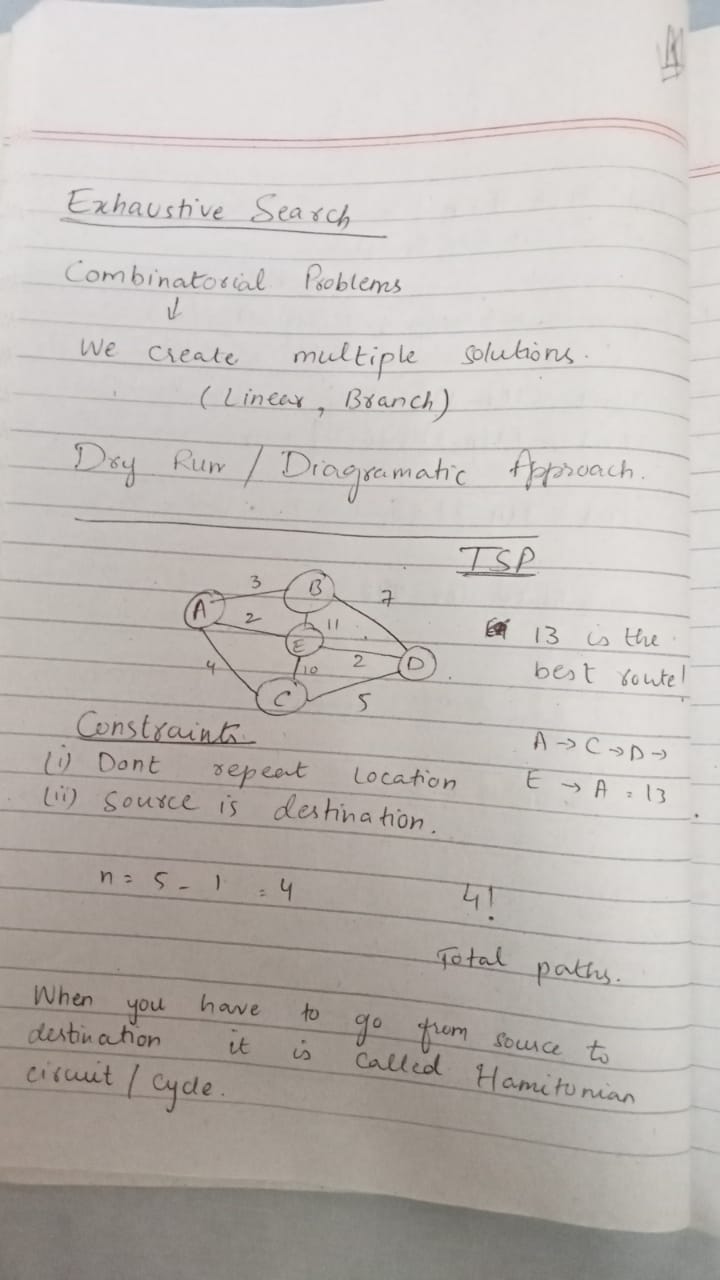 Exhaustive Search
Combinatorial Problems
↓
We create multiple solutions.
(Linear, Branch)
Dry Run / Diagramatic Approach.
TSP
A 3 B 7
2 E 11
4 10 2 D
C 5
13 is the
best route!
A → C → D →
E → A = 13
Constraints
(i) Dont repeat location
(ii) Source is destination.
n = 5 - 1 = 4
4!
Total paths.
When you have to go from source to
destination it is called Hamitonian
circuit / Cycle.